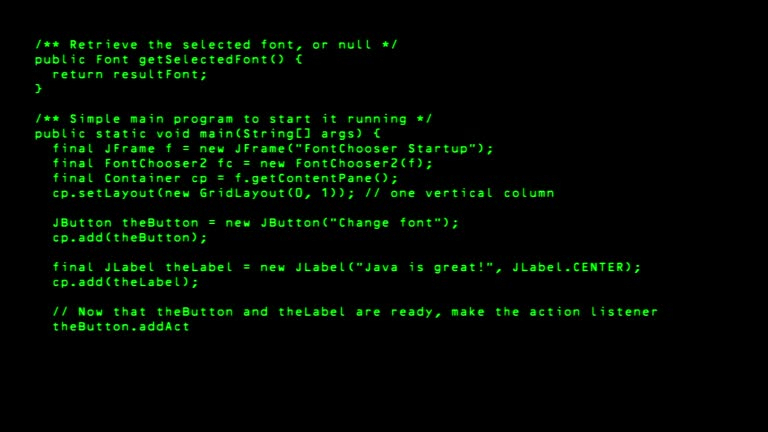 /** Retrieve the selected font, or null */
public Font getSelectedFont() {
  return resultFont;
}

/** Simple main program to start it running */
public static void main(String[] args) {
  final JFrame f = new JFrame("FontChooser Startup");
  final FontChooser2 fc = new FontChooser2(f);
  final Container cp = f.getContentPane();
  cp.setLayout(new GridLayout(0, 1)); // one vertical column

  JButton theButton = new JButton("Change font");
  cp.add(theButton);

  final JLabel theLabel = new JLabel("Java is great!", JLabel.CENTER);
  cp.add(theLabel);

  // Now that theButton and theLabel are ready, make the action listener
  theButton.addAct